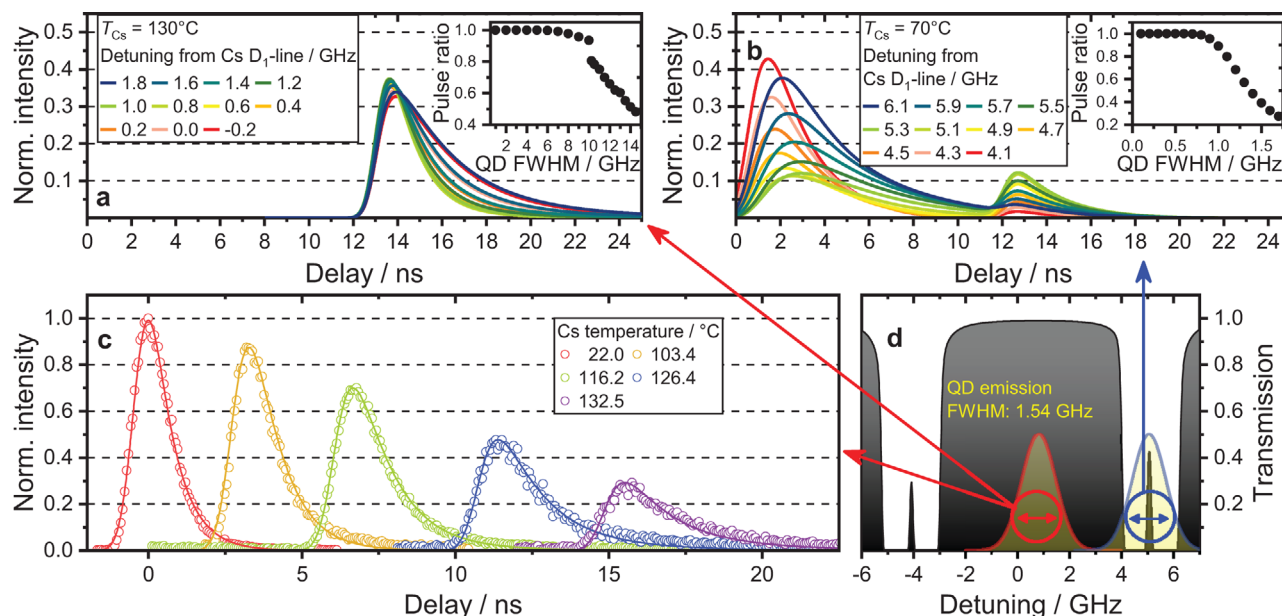 a
Norm. intensity
0.5
0.4
0.3
0.2
0.1
T_Cs = 130°C
Detuning from Cs D₁-line / GHz
1.8 1.6 1.4 1.2
1.0 0.8 0.6 0.4
0.2 0.0 -0.2
Pulse ratio
1.0
0.8
0.6
0.4
2 4 6 8 10 12 14
QD FWHM / GHz
0 2 4 6 8 10 12 14 16 18 20 22 24
Delay / ns
b
Norm. intensity
0.5
0.4
0.3
0.2
0.1
T_Cs = 70°C
Detuning from
Cs D₁-line / GHz
6.1 5.9 5.7 5.5
5.3 5.1 4.9 4.7
4.5 4.3 4.1
Pulse ratio
1.0
0.8
0.6
0.4
0.2
0.0 0.5 1.0 1.5
QD FWHM / GHz
0 2 4 6 8 10 12 14 16 18 20 22 24
Delay / ns
c
Norm. intensity
1.0
0.8
0.6
0.4
0.2
0.0
Cs temperature / °C
22.0 103.4
116.2 126.4
132.5
0 5 10 15 20
Delay / ns
d
QD emission
FWHM: 1.54 GHz
1.0
0.8
0.6
0.4
0.2
Transmission
-6 -4 -2 0 2 4 6
Detuning / GHz